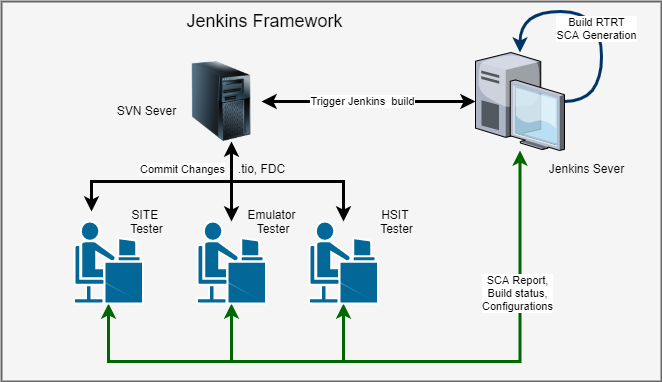 Jenkins Framework
Build RTRT
SCA Generation
SVN Sever
Trigger Jenkins build
Jenkins Sever
Commit Changes .tio, FDC
SITE
Tester
Emulator
Tester
HSIT
Tester
SCA Report,
Build status,
Configurations